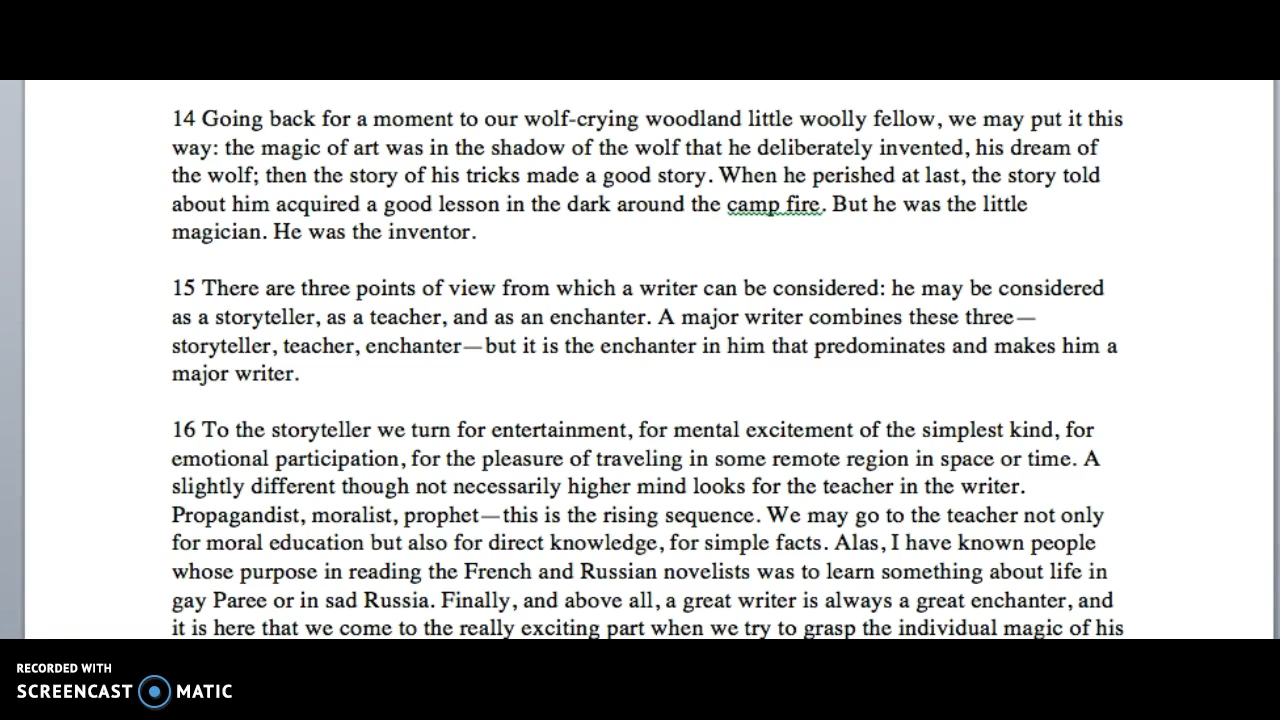 14 Going back for a moment to our wolf-crying woodland little woolly fellow, we may put it this
way: the magic of art was in the shadow of the wolf that he deliberately invented, his dream of
the wolf; then the story of his tricks made a good story. When he perished at last, the story told
about him acquired a good lesson in the dark around the camp fire. But he was the little
magician. He was the inventor.
15 There are three points of view from which a writer can be considered: he may be considered
as a storyteller, as a teacher, and as an enchanter. A major writer combines these three—
storyteller, teacher, enchanter—but it is the enchanter in him that predominates and makes him a
major writer.
16 To the storyteller we turn for entertainment, for mental excitement of the simplest kind, for
emotional participation, for the pleasure of traveling in some remote region in space or time. A
slightly different though not necessarily higher mind looks for the teacher in the writer.
Propagandist, moralist, prophet—this is the rising sequence. We may go to the teacher not only
for moral education but also for direct knowledge, for simple facts. Alas, I have known people
whose purpose in reading the French and Russian novelists was to learn something about life in
gay Paree or in sad Russia. Finally, and above all, a great writer is always a great enchanter, and
it is here that we come to the really exciting part when we try to grasp the individual magic of his
RECORDED WITH
SCREENCAST MATIC